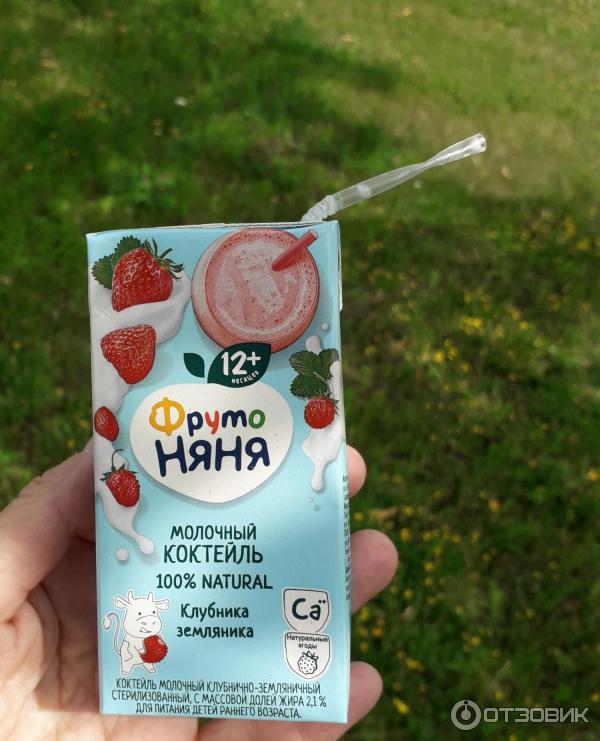 12+
месяцев
Фруто
Няня
МОЛОЧНЫЙ
КОКТЕЙЛЬ
100% NATURAL
Клубника
земляника
Ca
Натуральные
ягоды
КОКТЕЙЛЬ МОЛОЧНЫЙ КЛУБНИЧНО-ЗЕМЛЯНИЧНЫЙ
СТЕРИЛИЗОВАННЫЙ, С МАССОВОЙ ДОЛЕЙ ЖИРА 2,1 %
ДЛЯ ПИТАНИЯ ДЕТЕЙ РАННЕГО ВОЗРАСТА.
ОТЗОВИК